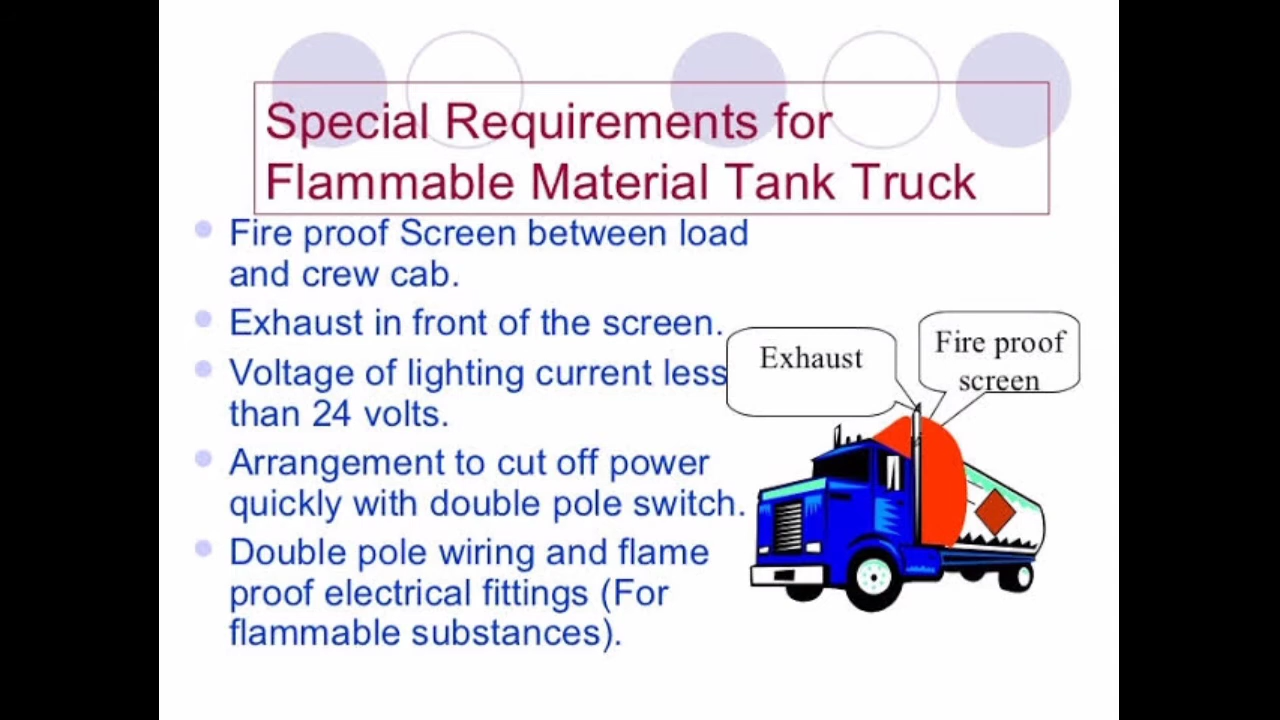 Special Requirements for
Flammable Material Tank Truck
Fire proof Screen between load
and crew cab.
Exhaust in front of the screen.
Voltage of lighting current less
than 24 volts.
Arrangement to cut off power
quickly with double pole switch.
Double pole wiring and flame
proof electrical fittings (For
flammable substances).
Exhaust
Fire proof
screen